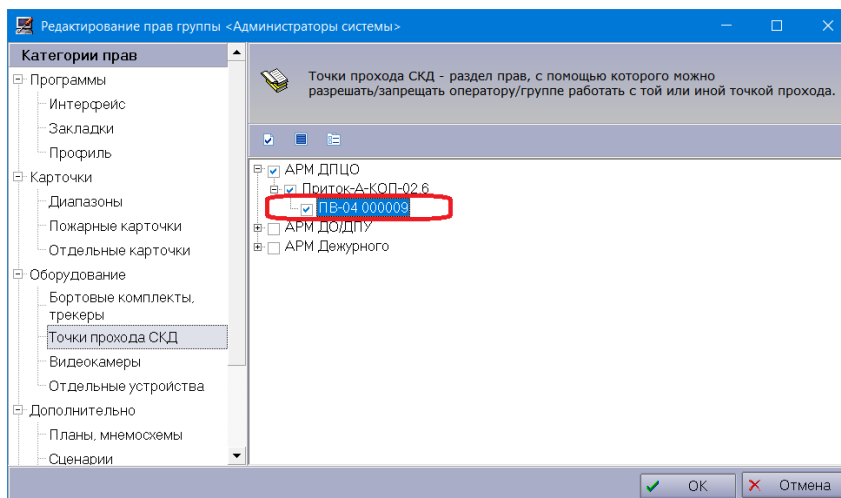 Редактирование прав группы <Администраторы системы>
Категории прав
Программы
Интерфейс
Закладки
Профиль
Карточки
Диапазоны
Пожарные карточки
Отдельные карточки
Оборудование
Бортовые комплекты,
трекеры
Точки прохода СКД
Видеокамеры
Отдельные устройства
Дополнительно
Планы, мнемосхемы
Сценарии
Точки прохода СКД - раздел прав, с помощью которого можно
разрешать/запрещать оператору/группе работать с той или иной точкой прохода.
АРМ ДПЦО
Приток-А-КОП-02.6
ПВ-04 000009
АРМ ДО/ДПУ
АРМ Дежурного
OK
Отмена